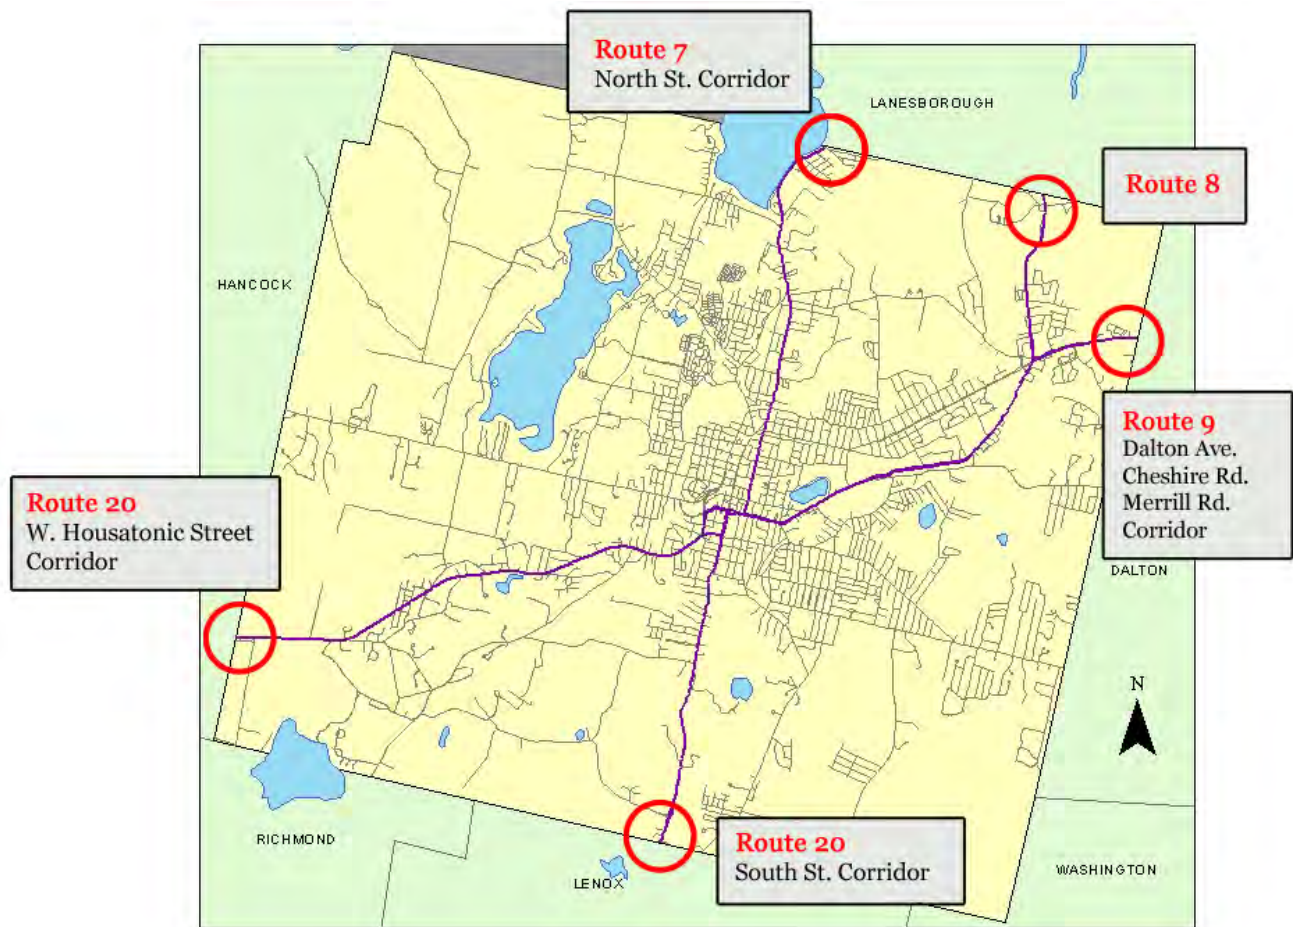 Route 7
North St. Corridor
LANESBOROUGH
Route 8
HANCOCK
Route 9
Dalton Ave.
Cheshire Rd.
Merrill Rd.
Corridor
Route 20
W. Housatonic Street
Corridor
DALTON
N
RICHMOND
Route 20
South St. Corridor
LENOX
WASHINGTON